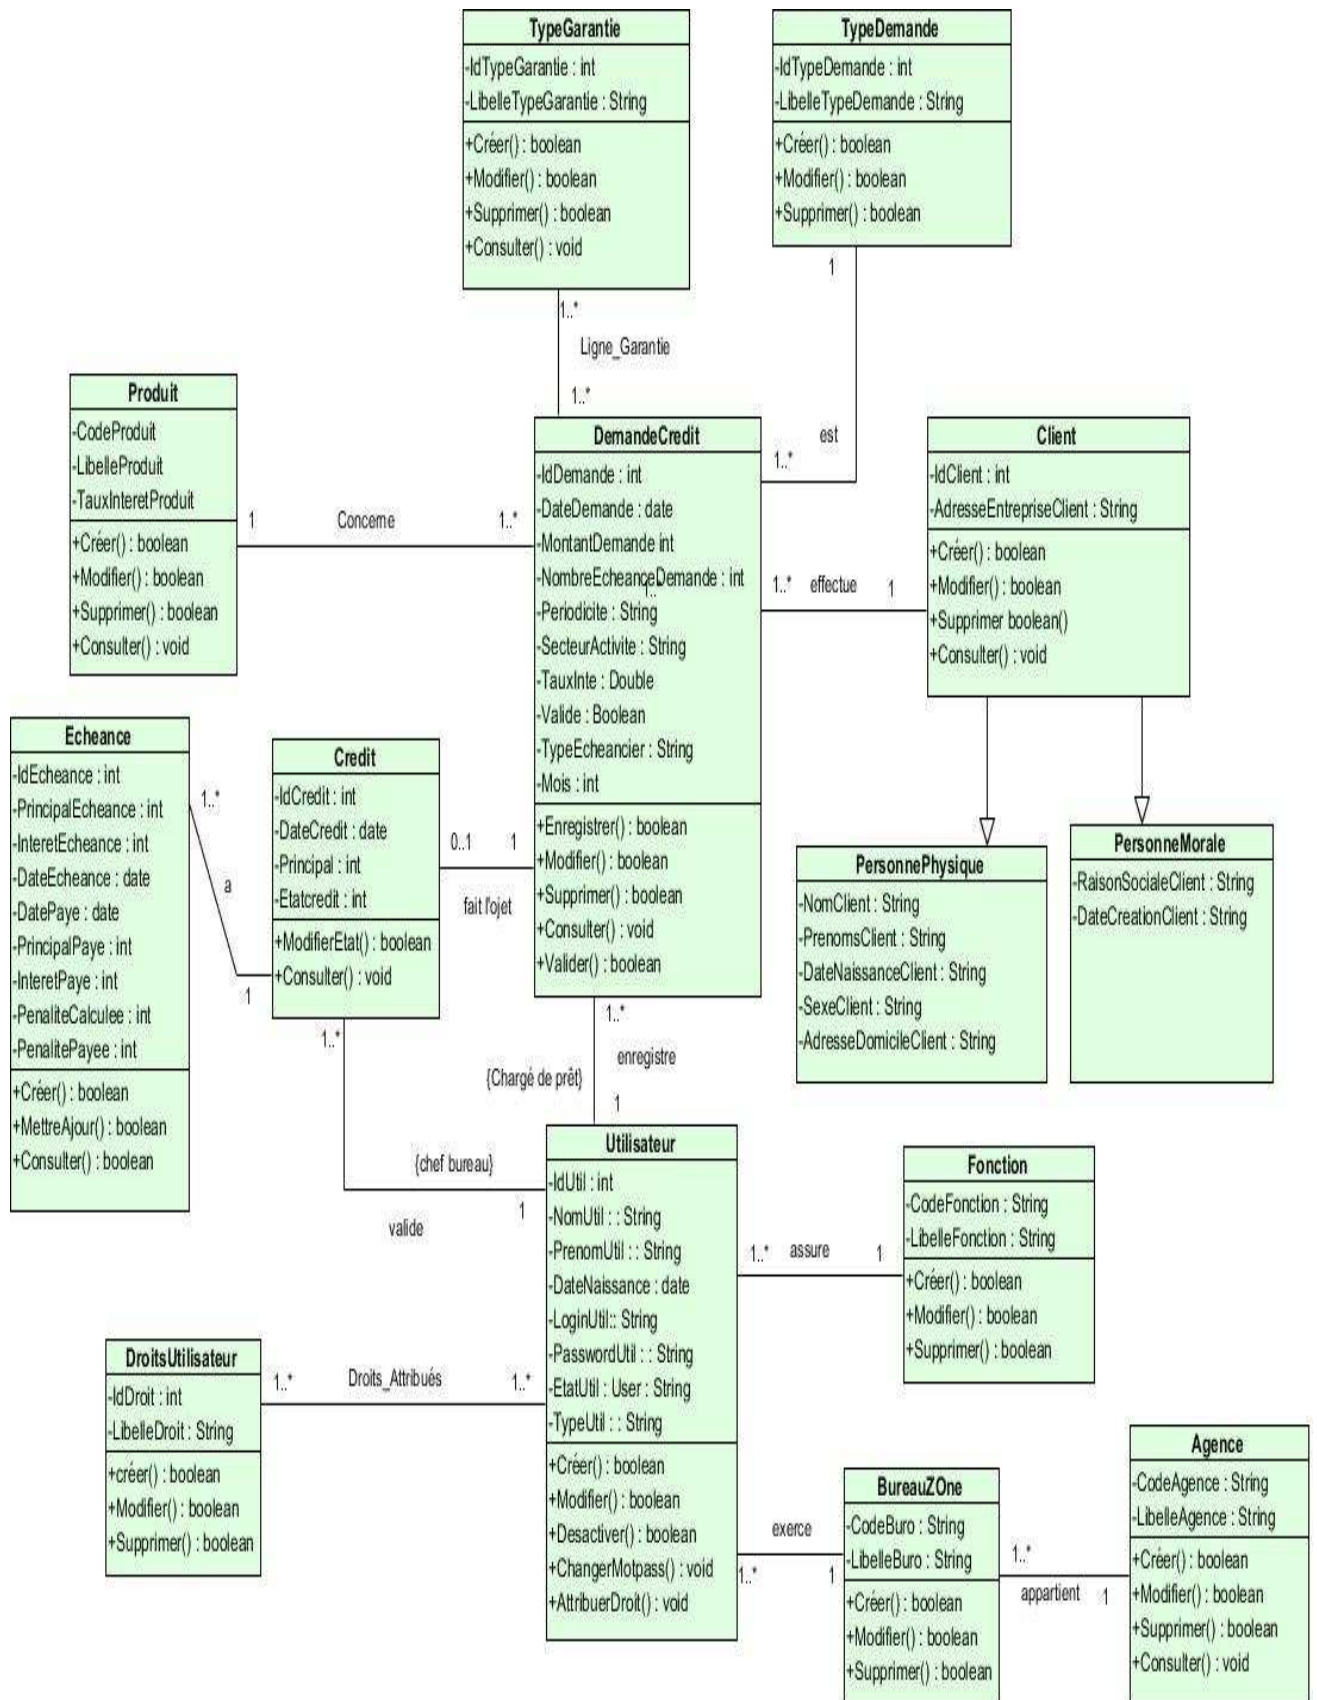 TypeGarantie
-IdTypeGarantie : int
-LibelleTypeGarantie : String
+Créer() : boolean
+Modifier() : boolean
+Supprimer() : boolean
+Consulter() : void
TypeDemande
-IdTypeDemande : int
-LibelleTypeDemande : String
+Créer() : boolean
+Modifier() : boolean
+Supprimer() : boolean
1
1..*
Ligne_Garantie
1..*
est
1..*
Produit
-CodeProduit
-LibelleProduit
-TauxInteretProduit
+Créer() : boolean
+Modifier() : boolean
+Supprimer() : boolean
+Consulter() : void
1
Concerne
1..*
DemandeCredit
-IdDemande : int
-DateDemande : date
-MontantDemande int
-NombreEcheanceDemande : int
1..
-Periodicite : String
-SecteurActivite : String
-TauxInte : Double
-Valide : Boolean
-TypeEcheancier : String
-Mois : int
+Enregistrer() : boolean
+Modifier() : boolean
+Supprimer() : boolean
+Consulter() : void
+Valider() : boolean
1..*
effectue
1
Client
-IdClient : int
-AdresseEntrepriseClient : String
+Créer() : boolean
+Modifier() : boolean
+Supprimer boolean()
+Consulter() : void
Echeance
-IdEcheance : int
-PrincipalEcheance : int
-InteretEcheance : int
-DateEcheance : date
-DatePaye : date
-PrincipalPaye : int
-InteretPaye : int
-PenaliteCalculee : int
-PenalitePayee : int
+Créer() : boolean
+MettreAjour() : boolean
+Consulter() : boolean
1..*
a
1
Credit
-IdCredit : int
-DateCredit : date
-Principal : int
-Etatcredit : int
+ModifierEtat() : boolean
+Consulter() : void
0..1
1
fait l'ojet
PersonnePhysique
-NomClient : String
-PrenomsClient : String
-DateNaissanceClient : String
-SexeClient : String
-AdresseDomicileClient : String
PersonneMorale
-RaisonSocialeClient : String
-DateCreationClient : String
1..*
1..*
enregistre
{Chargé de prêt}
1
{chef bureau}
1
valide
Utilisateur
-IdUtil : int
-NomUtil : : String
-PrenomUtil : : String
-DateNaissance : date
-LoginUtil:: String
-PasswordUtil : : String
-EtatUtil : User : String
-TypeUtil : : String
+Créer() : boolean
+Modifier() : boolean
+Desactiver() : boolean
+ChangerMotpass() : void
+AttribuerDroit() : void
1..*
assure
1
Fonction
-CodeFonction : String
-LibelleFonction : String
+Créer() : boolean
+Modifier() : boolean
+Supprimer() : boolean
DroitsUtilisateur
-IdDroit : int
-LibelleDroit : String
+créer() : boolean
+Modifier() : boolean
+Supprimer() : boolean
1..*
Droits_Attribués
1..*
exerce
1..*
1
BureauZOne
-CodeBuro : String
-LibelleBuro : String
+Créer() : boolean
+Modifier() : boolean
+Supprimer() : boolean
1..*
appartient
1
Agence
-CodeAgence : String
-LibelleAgence : String
+Créer() : boolean
+Modifier() : boolean
+Supprimer() : boolean
+Consulter() : void